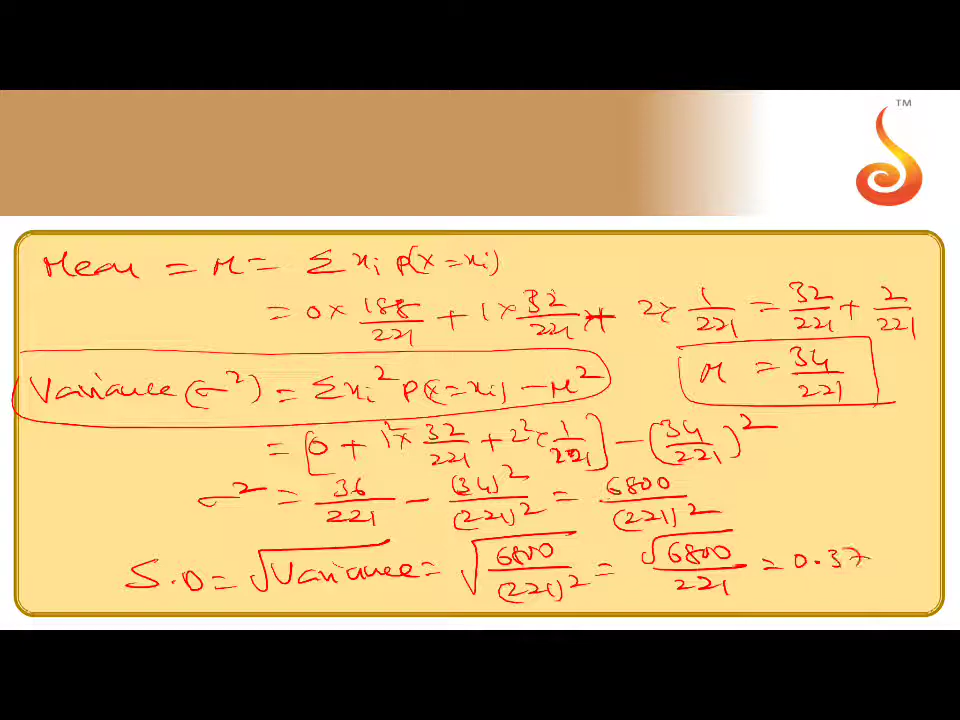 TM
Mean = μ = Σ xi p(x=xi)
= 0 × 188/221 + 1 × 32/221 + 2 × 1/221 = 32/221 + 2/221
μ = 34/221
Variance (σ²) = Σxi² p(x=xi) - μ²
= [0 + 1² × 32/221 + 2² × 1/221] - (34/221)²
σ² = 36/221 - (34)²/(221)² = 6800/(221)²
S.D = √Variance = √(6800/(221)²) = √6800/221 = 0.37